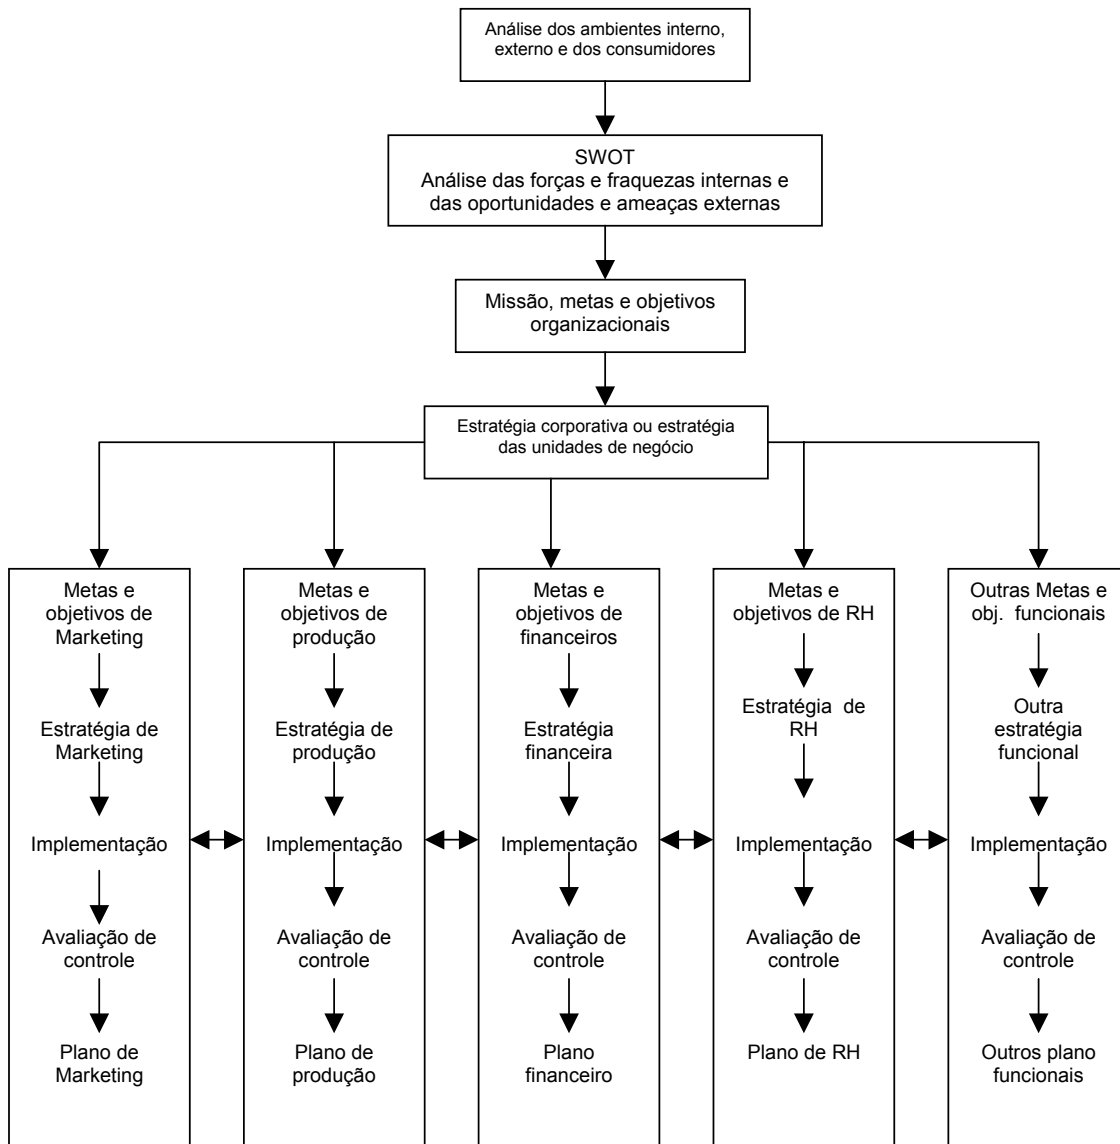 Análise dos ambientes interno,
externo e dos consumidores
SWOT
Análise das forças e fraquezas internas e
das oportunidades e ameaças externas
Missão, metas e objetivos
organizacionais
Estratégia corporativa ou estratégia
das unidades de negócio
Metas e
objetivos de
Marketing
Estratégia de
Marketing
Implementação
Avaliação de
controle
Plano de
Marketing
Metas e
objetivos de
produção
Estratégia de
produção
Implementação
Avaliação de
controle
Plano de
produção
Metas e
objetivos de
financeiros
Estratégia
financeira
Implementação
Avaliação de
controle
Plano
financeiro
Metas e
objetivos de RH
Estratégia de
RH
Implementação
Avaliação de
controle
Plano de RH
Outras Metas e
obj. funcionais
Outra
estratégia
funcional
Implementação
Avaliação de
controle
Outros plano
funcionais